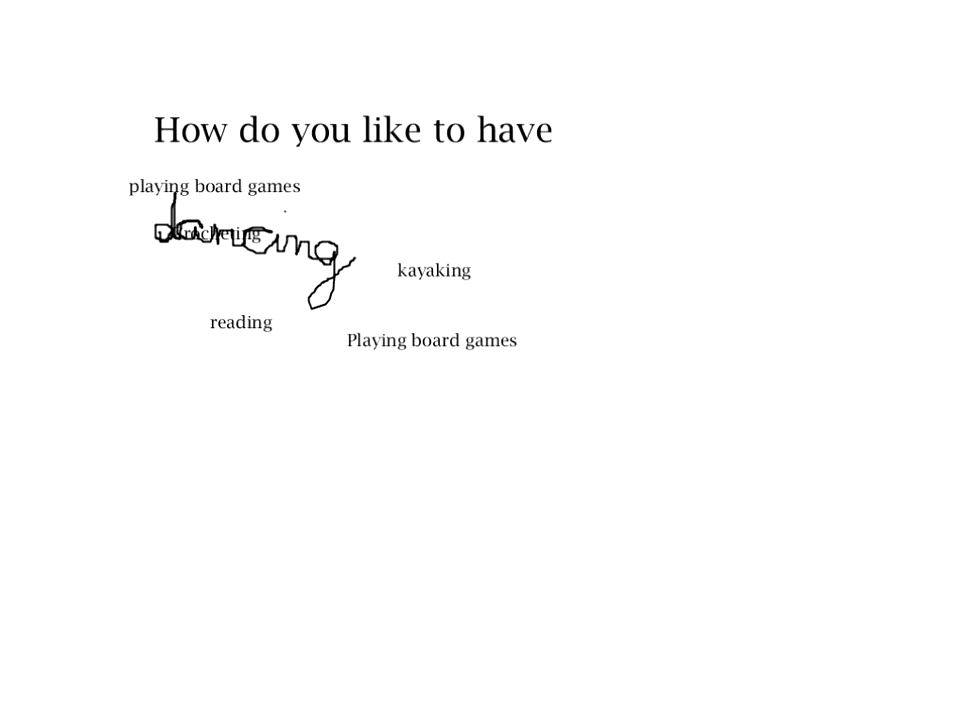 How do you like to have
playing board games
dancing
crocheting
kayaking
reading
Playing board games